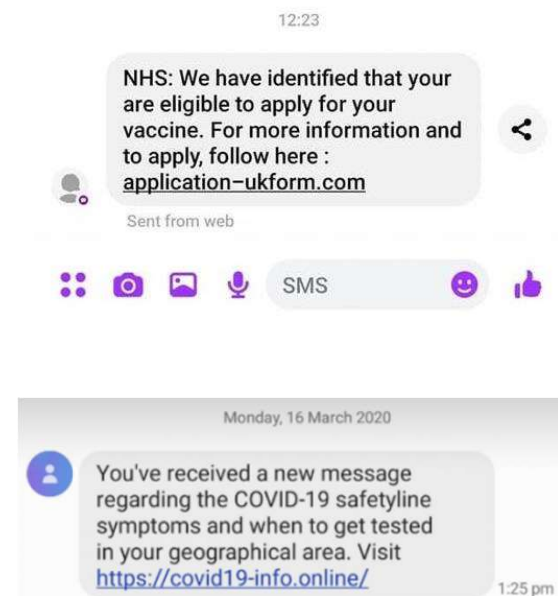 12:23
NHS: We have identified that your
are eligible to apply for your
vaccine. For more information and
to apply, follow here :
application-ukform.com
Sent from web
SMS
Monday, 16 March 2020
You've received a new message
regarding the COVID-19 safetyline
symptoms and when to get tested
in your geographical area. Visit
https://covid19-info.online/
1:25 pm